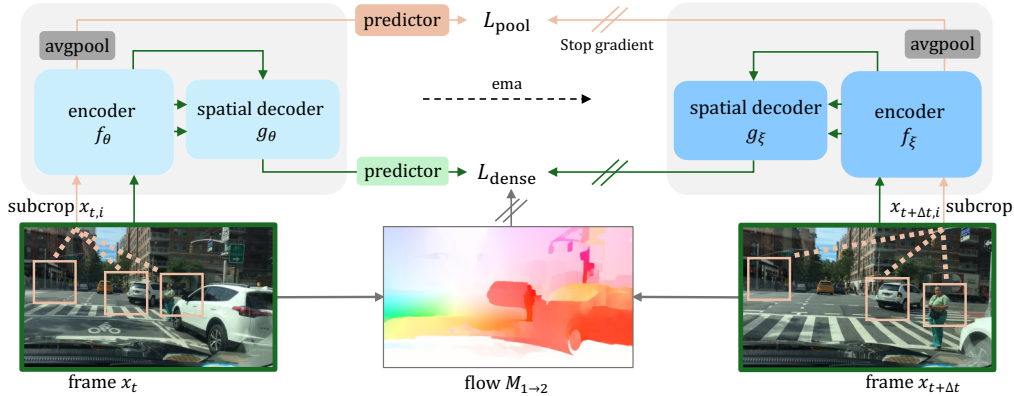 predictor
L_pool
avgpool
Stop gradient
avgpool
encoder
f_θ
spatial decoder
g_θ
ema
spatial decoder
g_ξ
encoder
f_ξ
predictor
L_dense
subcrop x_{t,i}
x_{t+Δt,i} subcrop
frame x_t
flow M_{1→2}
frame x_{t+Δt}